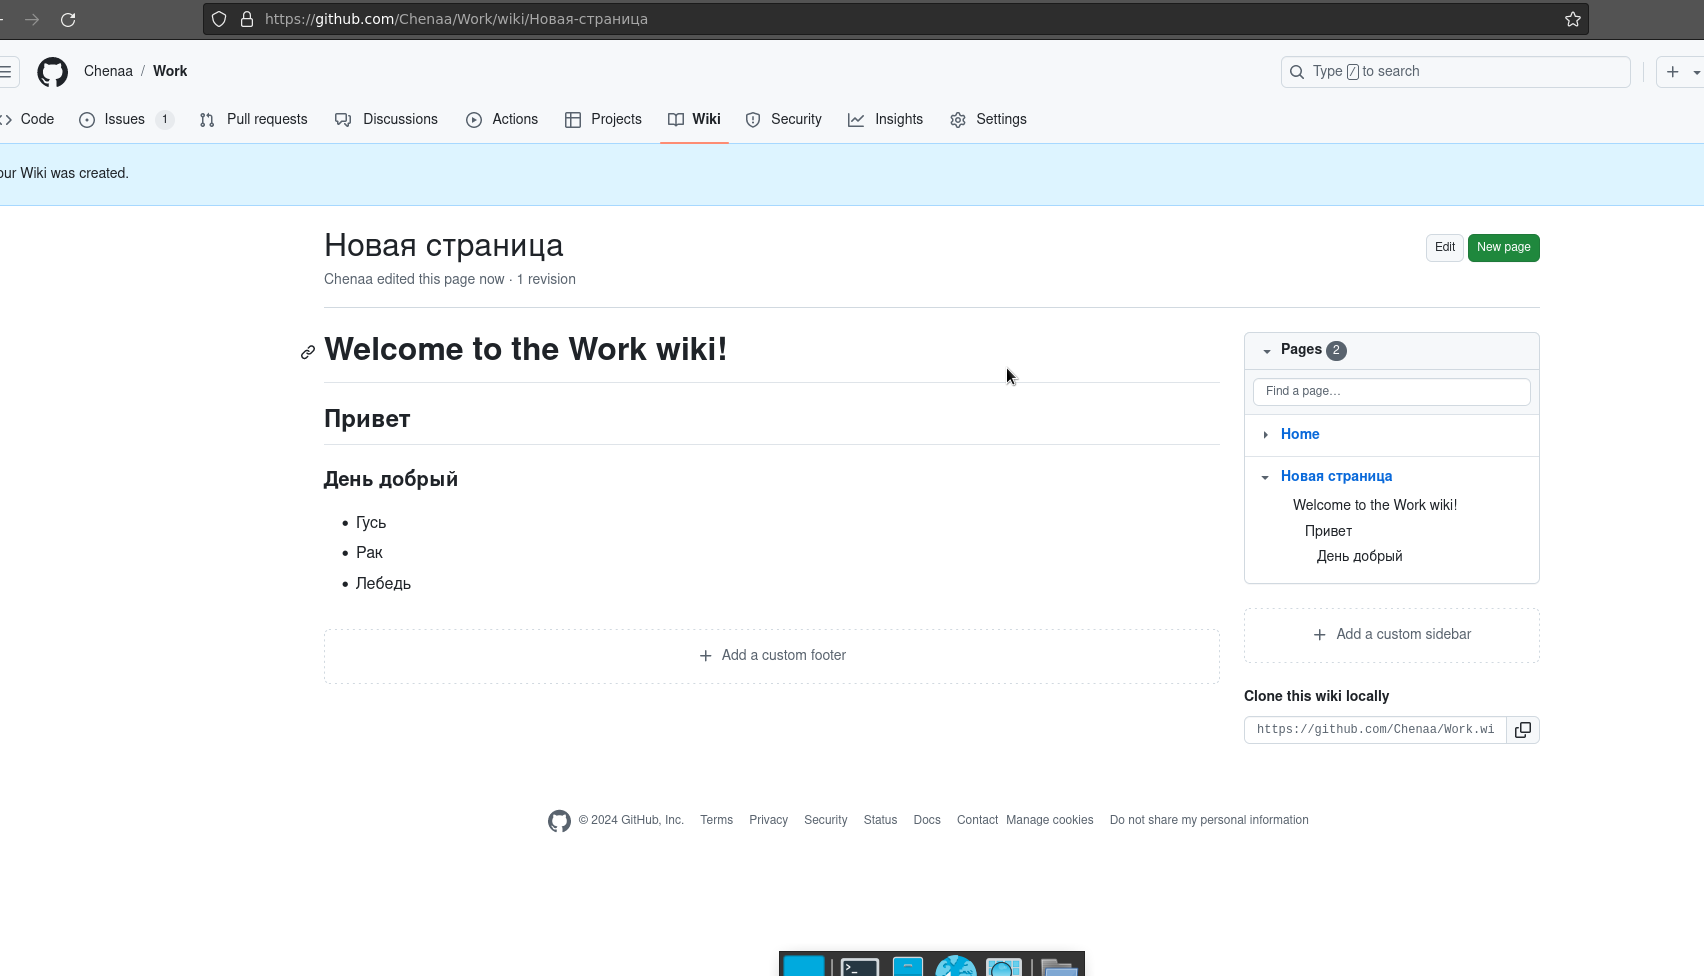 https://github.com/Chenaa/Work/wiki/Новая-страница
Chenaa / Work
Type / to search
Code
Issues 1
Pull requests
Discussions
Actions
Projects
Wiki
Security
Insights
Settings
our Wiki was created.
Новая страница
Edit
New page
Chenaa edited this page now · 1 revision
Welcome to the Work wiki!
Привет
День добрый
• Гусь
• Рак
• Лебедь
Add a custom footer
Pages 2
Find a page...
Home
Новая страница
Welcome to the Work wiki!
Привет
День добрый
Add a custom sidebar
Clone this wiki locally
https://github.com/Chenaa/Work.wi
© 2024 GitHub, Inc. Terms Privacy Security Status Docs Contact Manage cookies Do not share my personal information